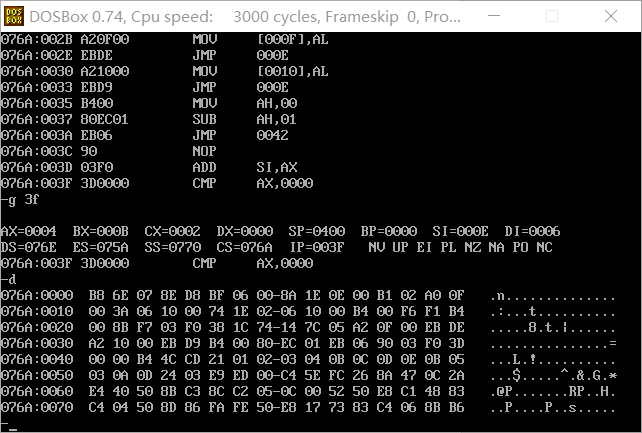 DOSBox 0.74, Cpu speed: 3000 cycles, Frameskip 0, Pro...
076A:002B A20F00 MOV [000F],AL
076A:002E EBDE JMP 000E
076A:0030 A21000 MOV [0010],AL
076A:0033 EBD9 JMP 000E
076A:0035 B400 MOV AH,00
076A:0037 80EC01 SUB AH,01
076A:003A EB06 JMP 0042
076A:003C 90 NOP
076A:003D 03F0 ADD SI,AX
076A:003F 3D0000 CMP AX,0000
-g 3f
AX=0004 BX=000B CX=0002 DX=0000 SP=0400 BP=0000 SI=000E DI=0006
DS=076E ES=075A SS=0770 CS=076A IP=003F NV UP EI PL NZ NA PO NC
076A:003F 3D0000 CMP AX,0000
-d
076A:0000 B8 6E 07 8E D8 BF 06 00-8A 1E 0E 00 B1 02 A0 0F .n..............
076A:0010 00 3A 06 10 00 74 1E 02-06 10 00 B4 00 F6 F1 B4 .:...t..........
076A:0020 00 8B F7 03 F0 38 1C 74-14 7C 05 A2 0F 00 EB DE .....8.t.|......
076A:0030 A2 10 00 EB D9 B4 00 80-EC 01 EB 06 90 03 F0 3D ...............=
076A:0040 00 00 B4 4C CD 21 01 02-03 04 0B 0C 0D 0E 0B 05 ...L.!..........
076A:0050 03 0A 0D 24 03 E9 ED 00-C4 5E FC 26 8A 47 0C 2A ...$.....^.&.G.*
076A:0060 E4 40 50 8B C3 8C C2 05-0C 00 52 50 E8 C1 48 83 .@P.......RP..H.
076A:0070 C4 04 50 8D 86 FA FE 50-E8 17 73 83 C4 06 8B B6 ..P....P..s.....
-